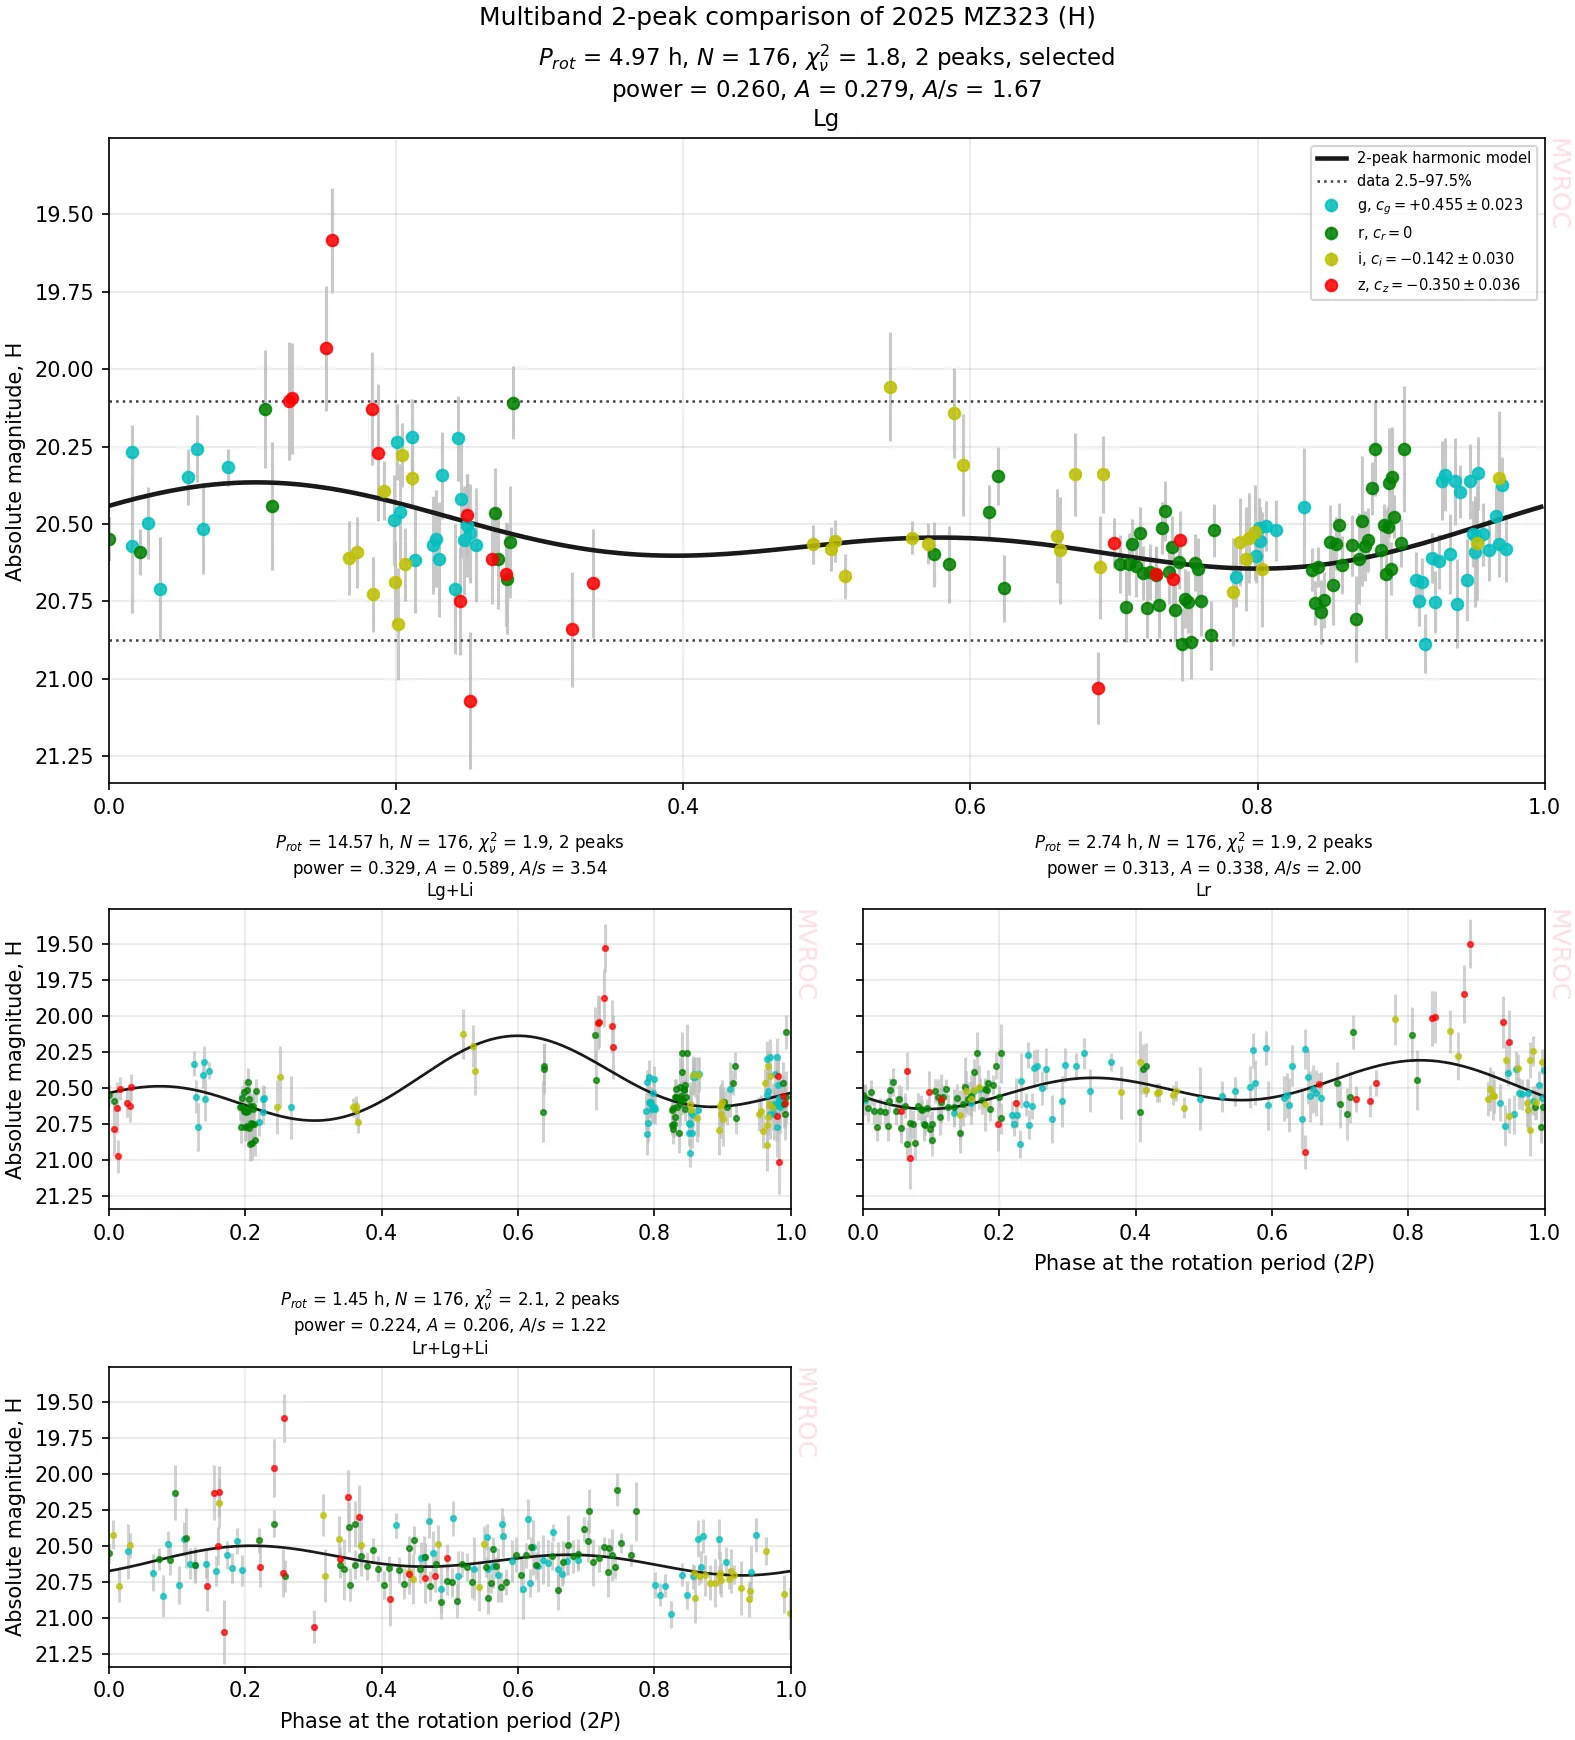 Multiband 2-peak comparison of 2025 MZ323 (H)
P_rot = 4.97 h, N = 176, χ²_ν = 1.8, 2 peaks, selected
power = 0.260, A = 0.279, A/s = 1.67
Lg
MVROC
2-peak harmonic model
data 2.5–97.5%
g, c_g = +0.455 ± 0.023
r, c_r = 0
i, c_i = −0.142 ± 0.030
z, c_z = −0.350 ± 0.036
Absolute magnitude, H
19.50
19.75
20.00
20.25
20.50
20.75
21.00
21.25
0.0 0.2 0.4 0.6 0.8 1.0
P_rot = 14.57 h, N = 176, χ²_ν = 1.9, 2 peaks
power = 0.329, A = 0.589, A/s = 3.54
Lg+Li
MVROC
Absolute magnitude, H
19.50
19.75
20.00
20.25
20.50
20.75
21.00
21.25
0.0 0.2 0.4 0.6 0.8 1.0
P_rot = 2.74 h, N = 176, χ²_ν = 1.9, 2 peaks
power = 0.313, A = 0.338, A/s = 2.00
Lr
MVROC
0.0 0.2 0.4 0.6 0.8 1.0
Phase at the rotation period (2P)
P_rot = 1.45 h, N = 176, χ²_ν = 2.1, 2 peaks
power = 0.224, A = 0.206, A/s = 1.22
Lr+Lg+Li
MVROC
Absolute magnitude, H
19.50
19.75
20.00
20.25
20.50
20.75
21.00
21.25
0.0 0.2 0.4 0.6 0.8 1.0
Phase at the rotation period (2P)